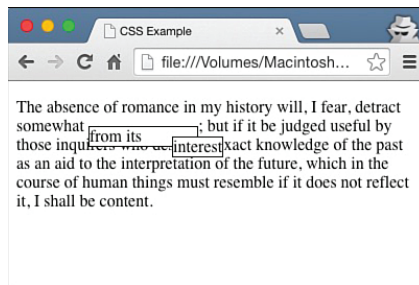 CSS Example
file:///Volumes/Macintosh...
The absence of romance in my history will, I fear, detract
somewhat from its ; but if it be judged useful by
those inquirers who de interest exact knowledge of the past
as an aid to the interpretation of the future, which in the
course of human things must resemble if it does not reflect
it, I shall be content.